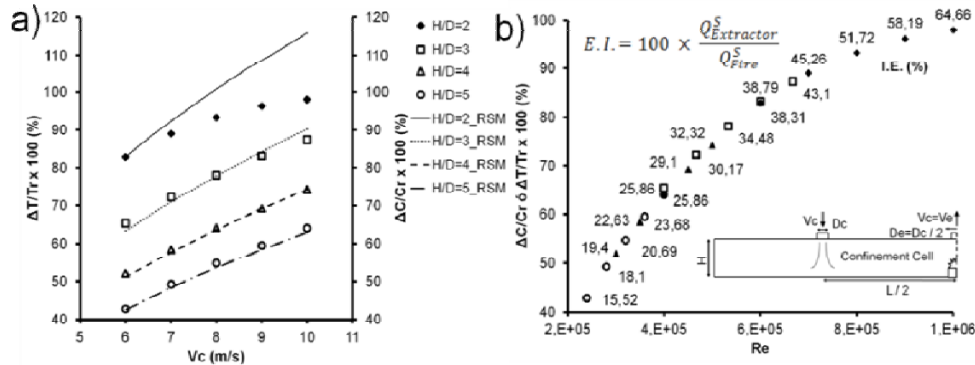 a)
ΔT/Tr x 100 (%)
120
110
100
90
80
70
60
50
40
5 6 7 8 9 10 11
Vc (m/s)
120
110
100
90
80
70
60
50
40
ΔC/Cr x 100 (%)
H/D=2
H/D=3
H/D=4
H/D=5
H/D=2_RSM
H/D=3_RSM
H/D=4_RSM
H/D=5_RSM
b)
ΔC/Cr ó ΔT/Tr x 100 (%)
100
90
80
70
60
50
40
E.I.= 100 × Q^S_Extractor / Q^S_Fire
64,66
58,19
51,72
45,26
I.E. (%)
43,1
38,79
38,31
34,48
32,32
30,17
29,1
25,86
25,86
22,63
23,68
19,4
20,69
18,1
15,52
Vc
Dc
Vc=Ve
De=Dc / 2
H
Confinement Cell
L / 2
2,E+05 4,E+05 6,E+05 8,E+05 1,E+06
Re